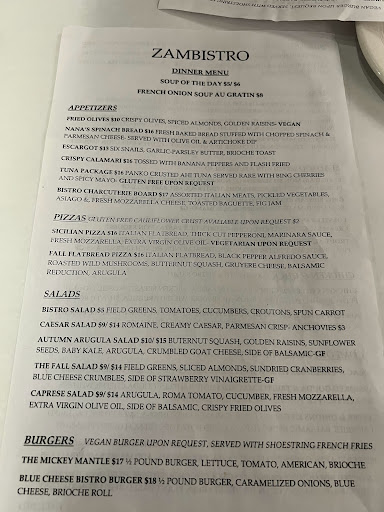 ZAMBISTRO
DINNER MENU
SOUP OF THE DAY $5/ $6
FRENCH ONION SOUP AU GRATIN $8
APPETIZERS
FRIED OLIVES $10 CRISPY OLIVES, SPICED ALMONDS, GOLDEN RAISINS- VEGAN
NANA'S SPINACH BREAD $16 FRESH BAKED BREAD STUFFED WITH CHOPPED SPINACH &
PARMESAN CHEESE- SERVED WITH OLIVE OIL & ARTICHOKE DIP
ESCARGOT $15 SIX SNAILS, GARLIC-PARSLEY BUTTER, BRIOCHE TOAST
CRISPY CALAMARI $16 TOSSED WITH BANANA PEPPERS AND FLASH FRIED
TUNA PACKAGE $16 PANKO CRUSTED AHI TUNA SERVED RARE WITH BING CHERRIES
AND SPICY MAYO- GLUTEN FREE UPON REQUEST
BISTRO CHARCUTERIE BOARD $17 ASSORTED ITALIAN MEATS, PICKLED VEGETABLES,
ASIAGO &, FRESH MOZZARELLA CHEESE, TOASTED BAGUETTE, FIG JAM
PIZZAS GLUTEN FREE CAULIFLOWER CRUST AVAILABLE UPON REQUEST $2
SICILIAN PIZZA $16 ITALIAN FLATBREAD, THICK CUT PEPPERONI, MARINARA SAUCE,
FRESH MOZZARELLA, EXTRA VIRGIN OLIVE OIL- VEGETARIAN UPON REQUEST
FALL FLATBREAD PIZZA $16 ITALIAN FLATBREAD, BLACK PEPPER ALFREDO SAUCE,
ROASTED WILD MUSHROOMS, BUTTERNUT SQUASH, GRUYERE CHEESE, BALSAMIC
REDUCTION, ARUGULA
SALADS
BISTRO SALAD $5 FIELD GREENS, TOMATOES, CUCUMBERS, CROUTONS, SPUN CARROT
CAESAR SALAD $9/ $14 ROMAINE, CREAMY CAESAR, PARMESAN CRISP- ANCHOVIES $3
AUTUMN ARUGULA SALAD $10/ $15 BUTERNUT SQUASH, GOLDEN RAISINS, SUNFLOWER
SEEDS, BABY KALE, ARUGULA, CRUMBLED GOAT CHEESE, SIDE OF BALSAMIC-GF
THE FALL SALAD $9/ $14 FIELD GREENS, SLICED ALMONDS, SUNDRIED CRANBERRIES,
BLUE CHEESE CRUMBLES, SIDE OF STRAWBERRY VINAIGRETTE-GF
CAPRESE SALAD $9/ $14 ARUGULA, ROMA TOMATO, CUCUMBER, FRESH MOZZARELLA,
EXTRA VIRGIN OLIVE OIL, SIDE OF BALSAMIC, CRISPY FRIED OLIVES
BURGERS VEGAN BURGER UPON REQUEST, SERVED WITH SHOESTRING FRENCH FRIES
THE MICKEY MANTLE $17 ½ POUND BURGER, LETTUCE, TOMATO, AMERICAN, BRIOCHE
BLUE CHEESE BISTRO BURGER $18 ½ POUND BURGER, CARAMELIZED ONIONS, BLUE
CHEESE, BRIOCHE ROLL